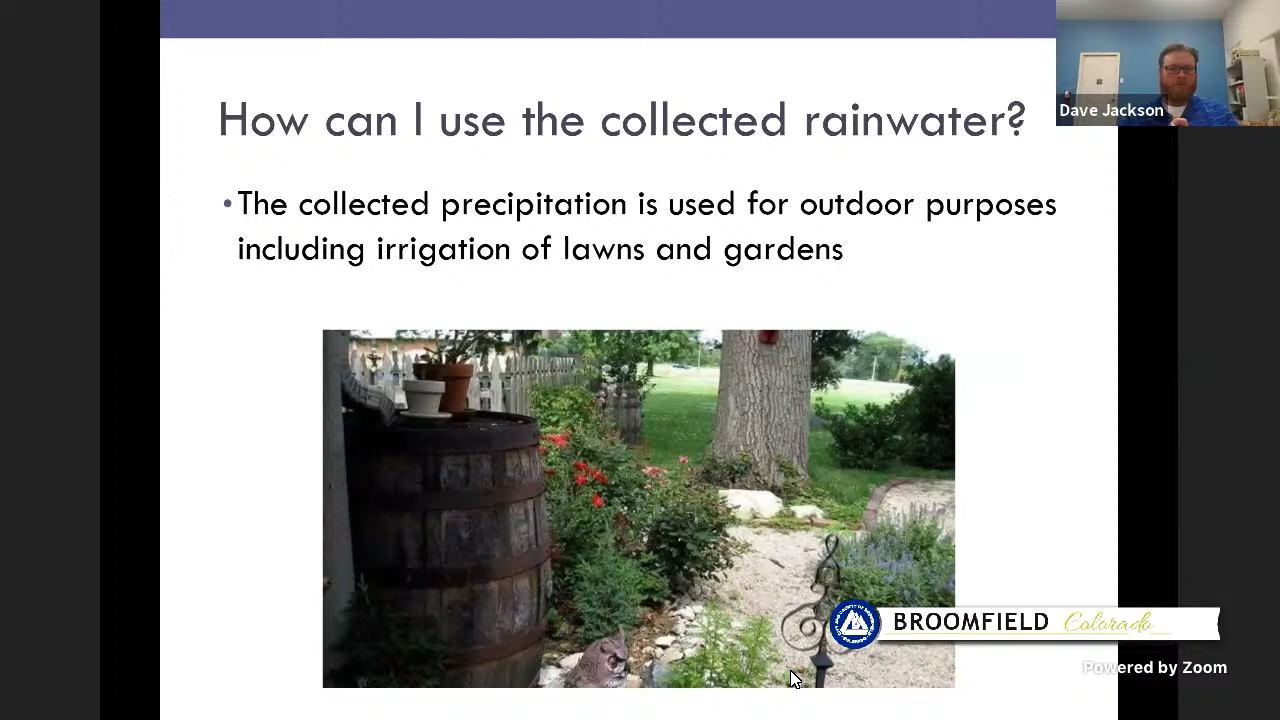 How can I use the collected rainwater?
Dave Jackson
•The collected precipitation is used for outdoor purposes
including irrigation of lawns and gardens
BROOMFIELD Colorado
Powered by Zoom